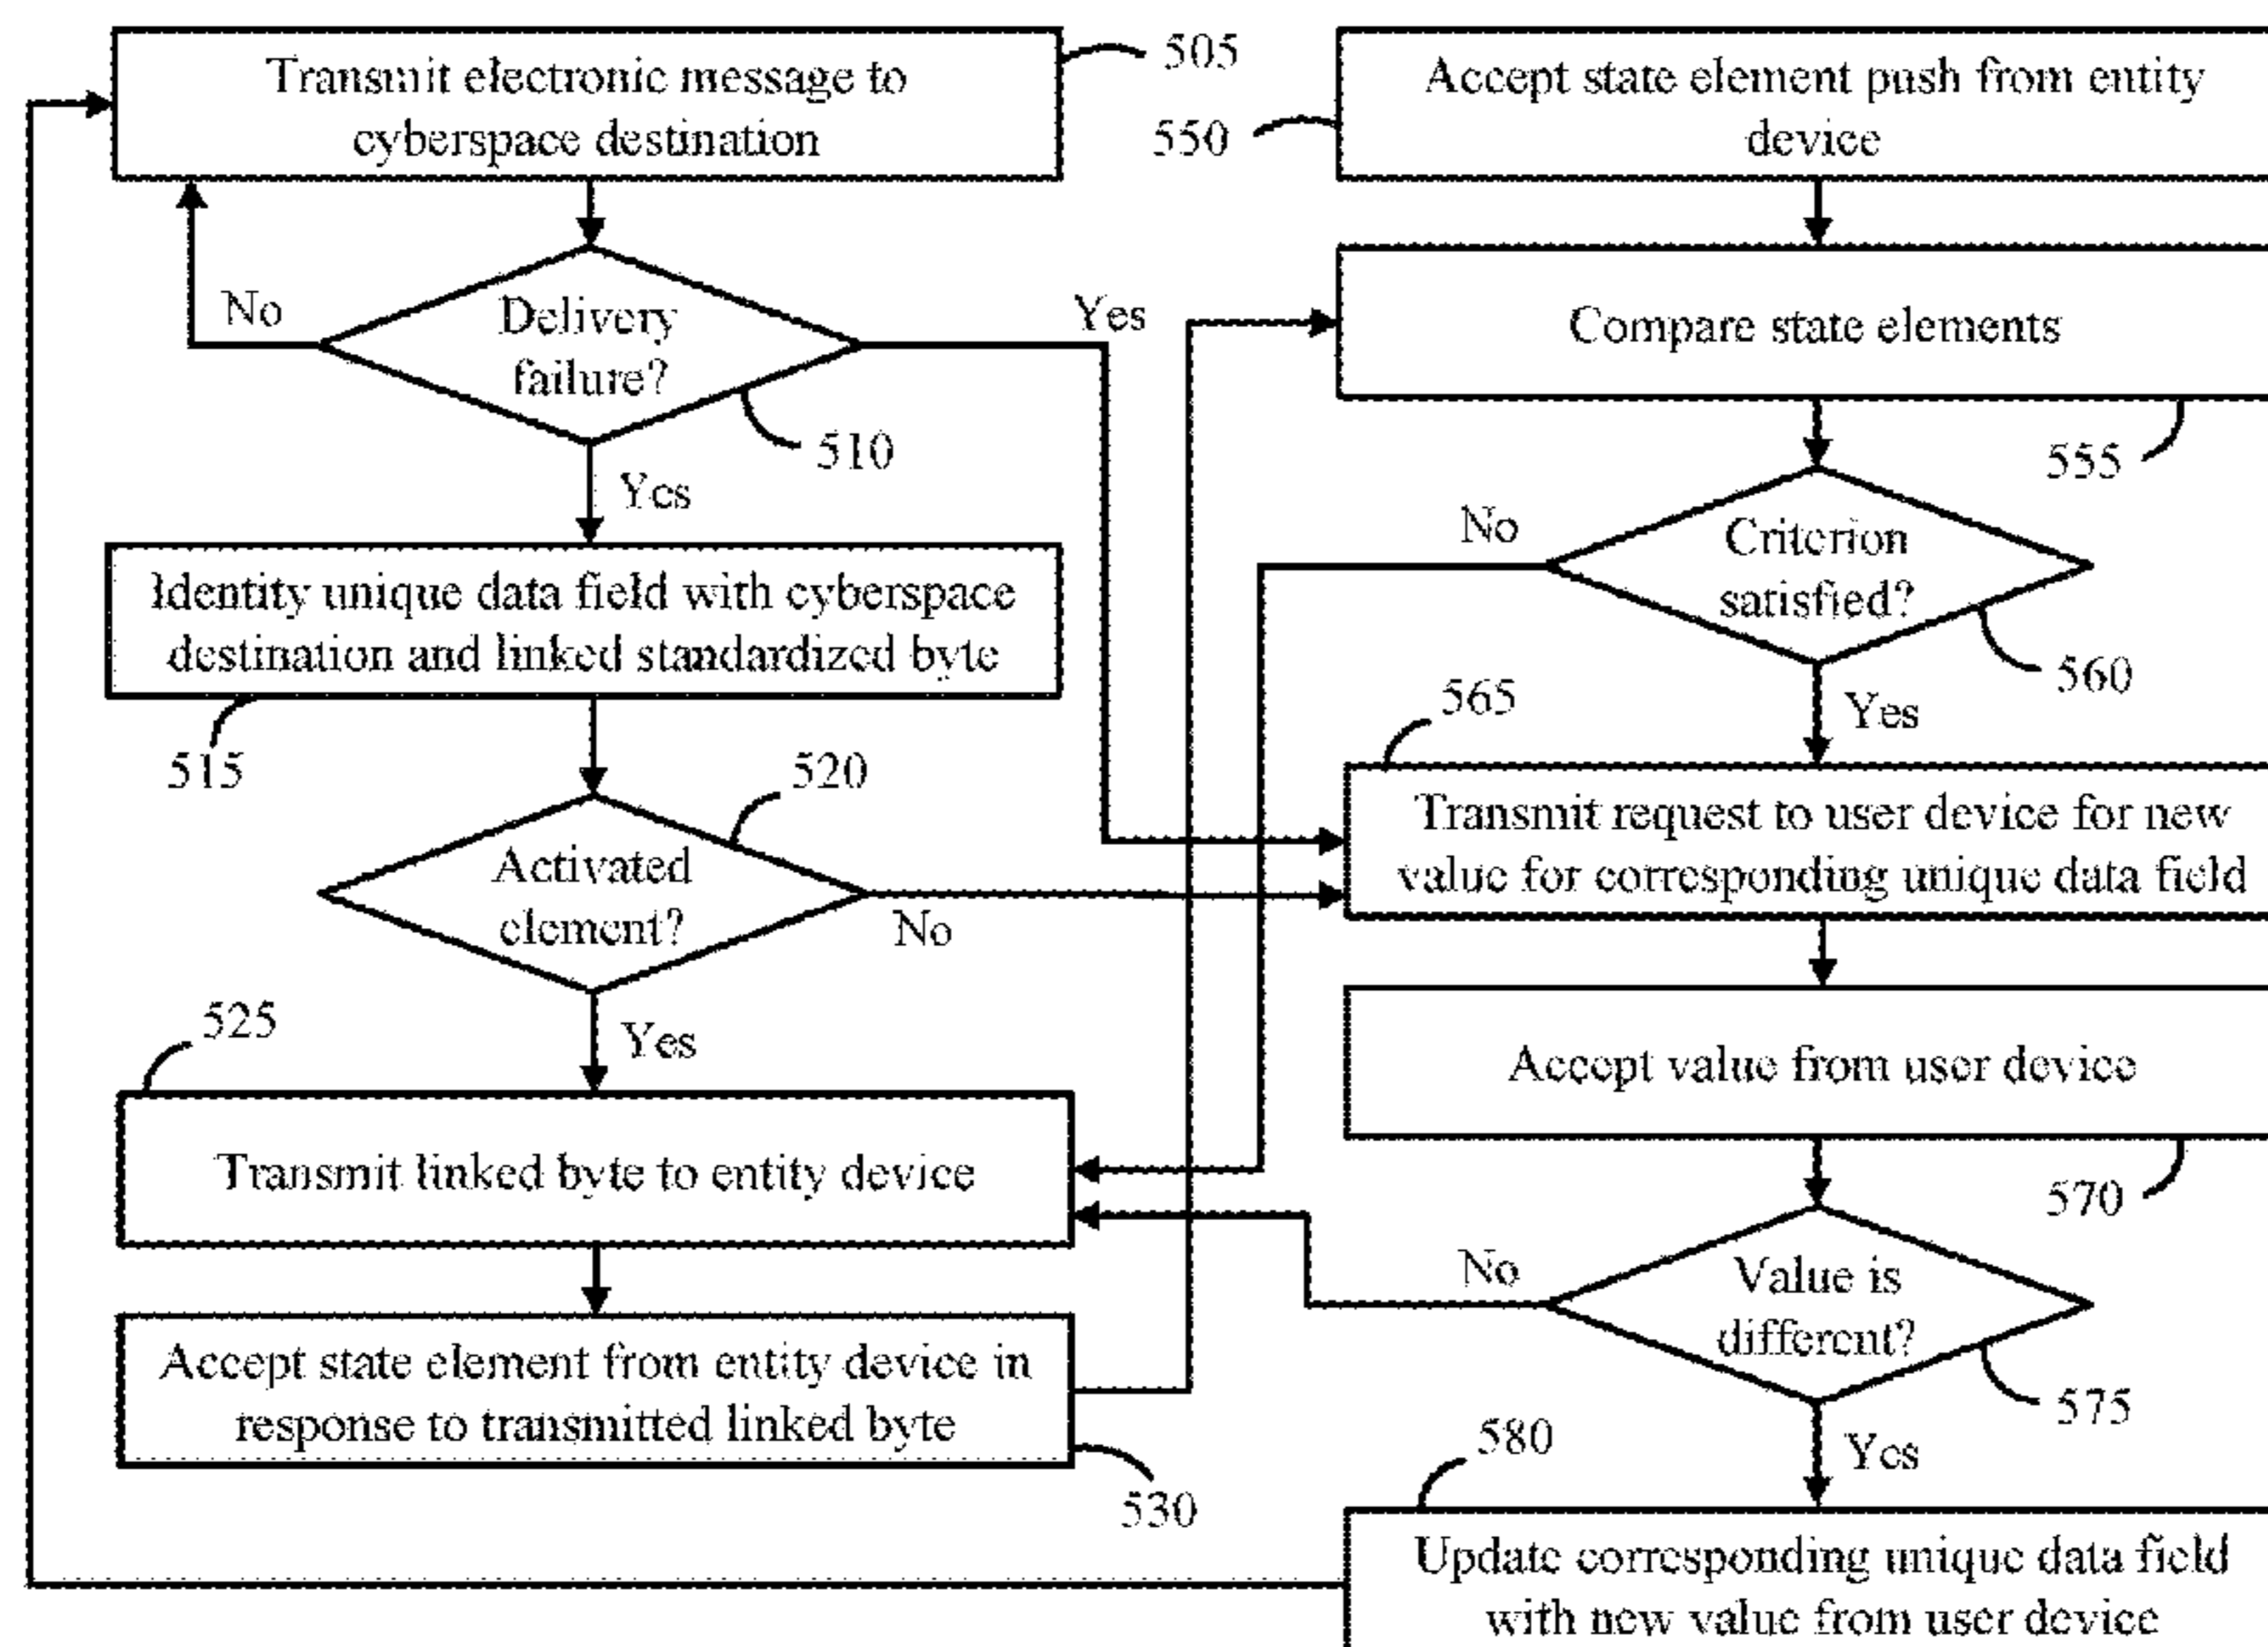 Transmit electronic message to
cyberspace destination
505
Delivery
failure?
No
Yes
510
Yes
Identity unique data field with cyberspace
destination and linked standardized byte
515
520
Activated
element?
No
Yes
525
Transmit linked byte to entity device
Accept state element from entity device in
response to transmitted linked byte
530
Accept state element push from entity
device
550
Compare state elements
555
No
Criterion
satisfied?
560
Yes
565
Transmit request to user device for new
value for corresponding unique data field
Accept value from user device
570
No
Value is
different?
575
Yes
580
Update corresponding unique data field
with new value from user device